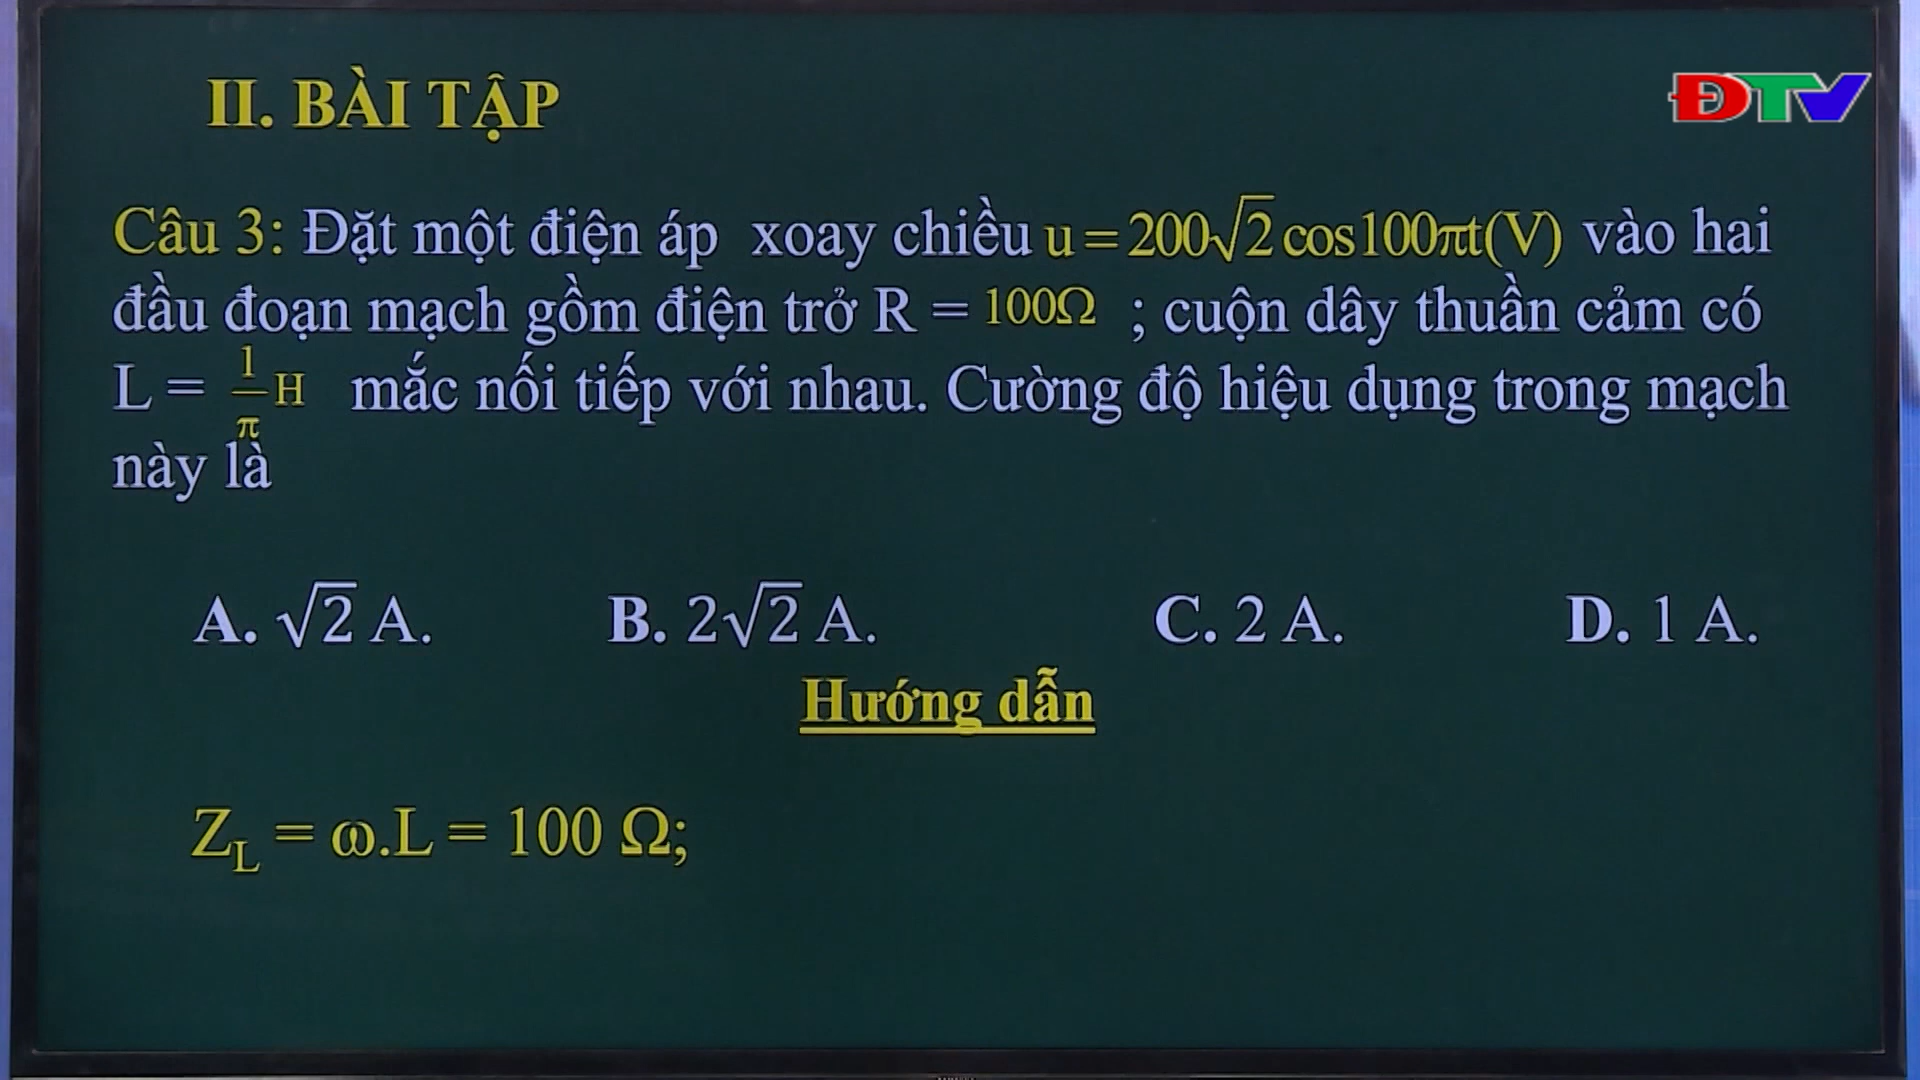 II. BÀI TẬP
ĐTV
Câu 3: Đặt một điện áp xoay chiều u = 200√2 cos100πt(V) vào hai
đầu đoạn mạch gồm điện trở R = 100Ω ; cuộn dây thuần cảm có
L = 1/π H mắc nối tiếp với nhau. Cường độ hiệu dụng trong mạch
này là
A. √2 A. B. 2√2 A. C. 2 A. D. 1 A.
Hướng dẫn
Z_L = ω.L = 100 Ω;